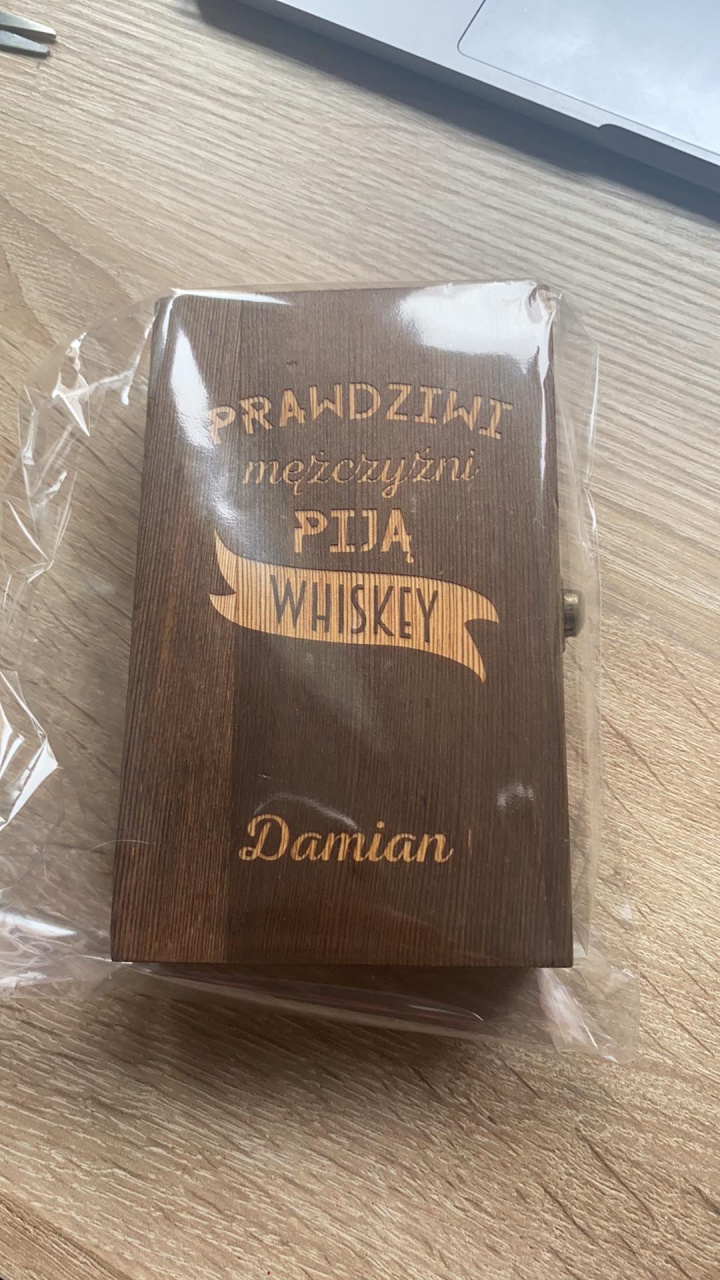 PRAWDZIWI
mężczyźni
PIJĄ
WHISKEY
Damian